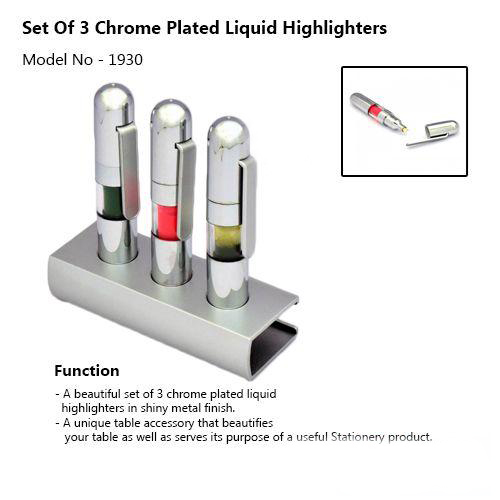 Set Of 3 Chrome Plated Liquid Highlighters
Model No - 1930
Function
- A beautiful set of 3 chrome plated liquid
highlighters in shiny metal finish.
- A unique table accessory that beautifies
your table as well as serves its purpose of a useful Stationery product.